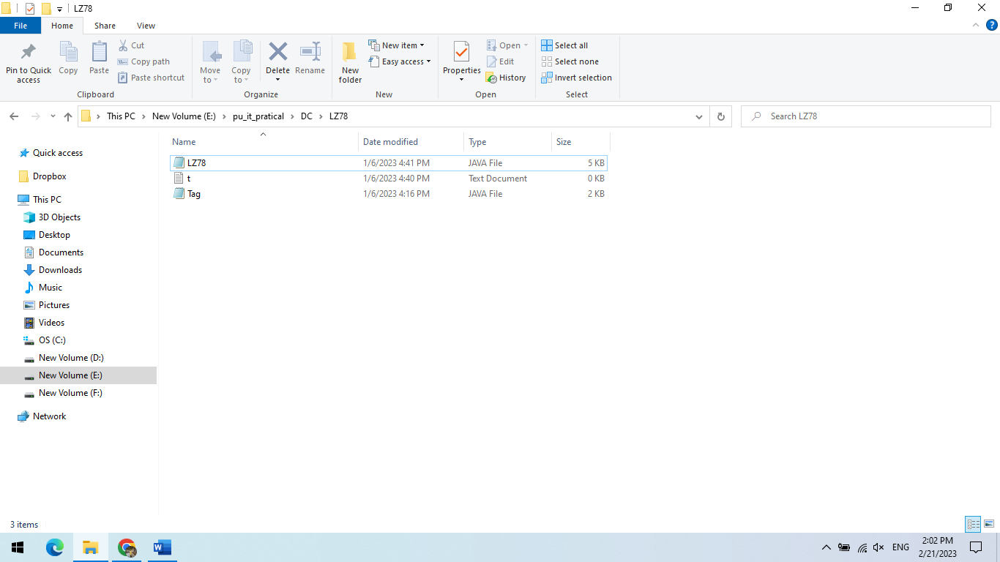 LZ78
File Home Share View
Pin to Quick access
Copy
Paste
Cut
Copy path
Paste shortcut
Clipboard
Move to
Copy to
Delete
Rename
Organize
New folder
New item
Easy access
New
Properties
Open
Edit
History
Open
Select all
Select none
Invert selection
Select
This PC New Volume (E:) pu_it_pratical DC LZ78
Search LZ78
Quick access
Dropbox
This PC
3D Objects
Desktop
Documents
Downloads
Music
Pictures
Videos
OS (C:)
New Volume (D:)
New Volume (E:)
New Volume (F:)
Network
Name Date modified Type Size
LZ78 1/6/2023 4:41 PM JAVA File 5 KB
t 1/6/2023 4:40 PM Text Document 0 KB
Tag 1/6/2023 4:16 PM JAVA File 2 KB
3 items
W
ENG
2:02 PM
2/21/2023